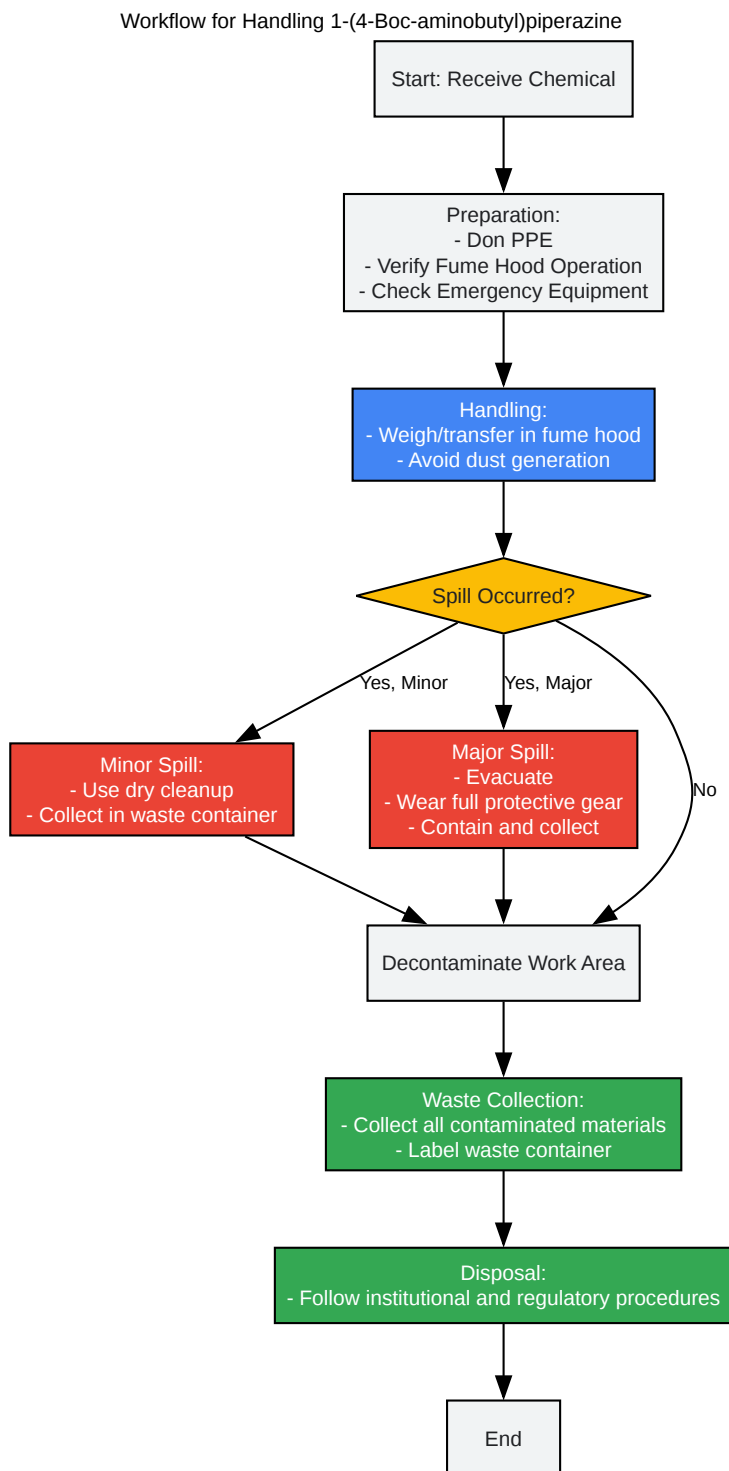 Workflow for Handling 1-(4-Boc-aminobutyl)piperazine
Start: Receive Chemical
Preparation:
- Don PPE
- Verify Fume Hood Operation
- Check Emergency Equipment
Handling:
- Weigh/transfer in fume hood
- Avoid dust generation
Spill Occurred?
Yes, Minor
Yes, Major
No
Minor Spill:
- Use dry cleanup
- Collect in waste container
Major Spill:
- Evacuate
- Wear full protective gear
- Contain and collect
Decontaminate Work Area
Waste Collection:
- Collect all contaminated materials
- Label waste container
Disposal:
- Follow institutional and regulatory procedures
End